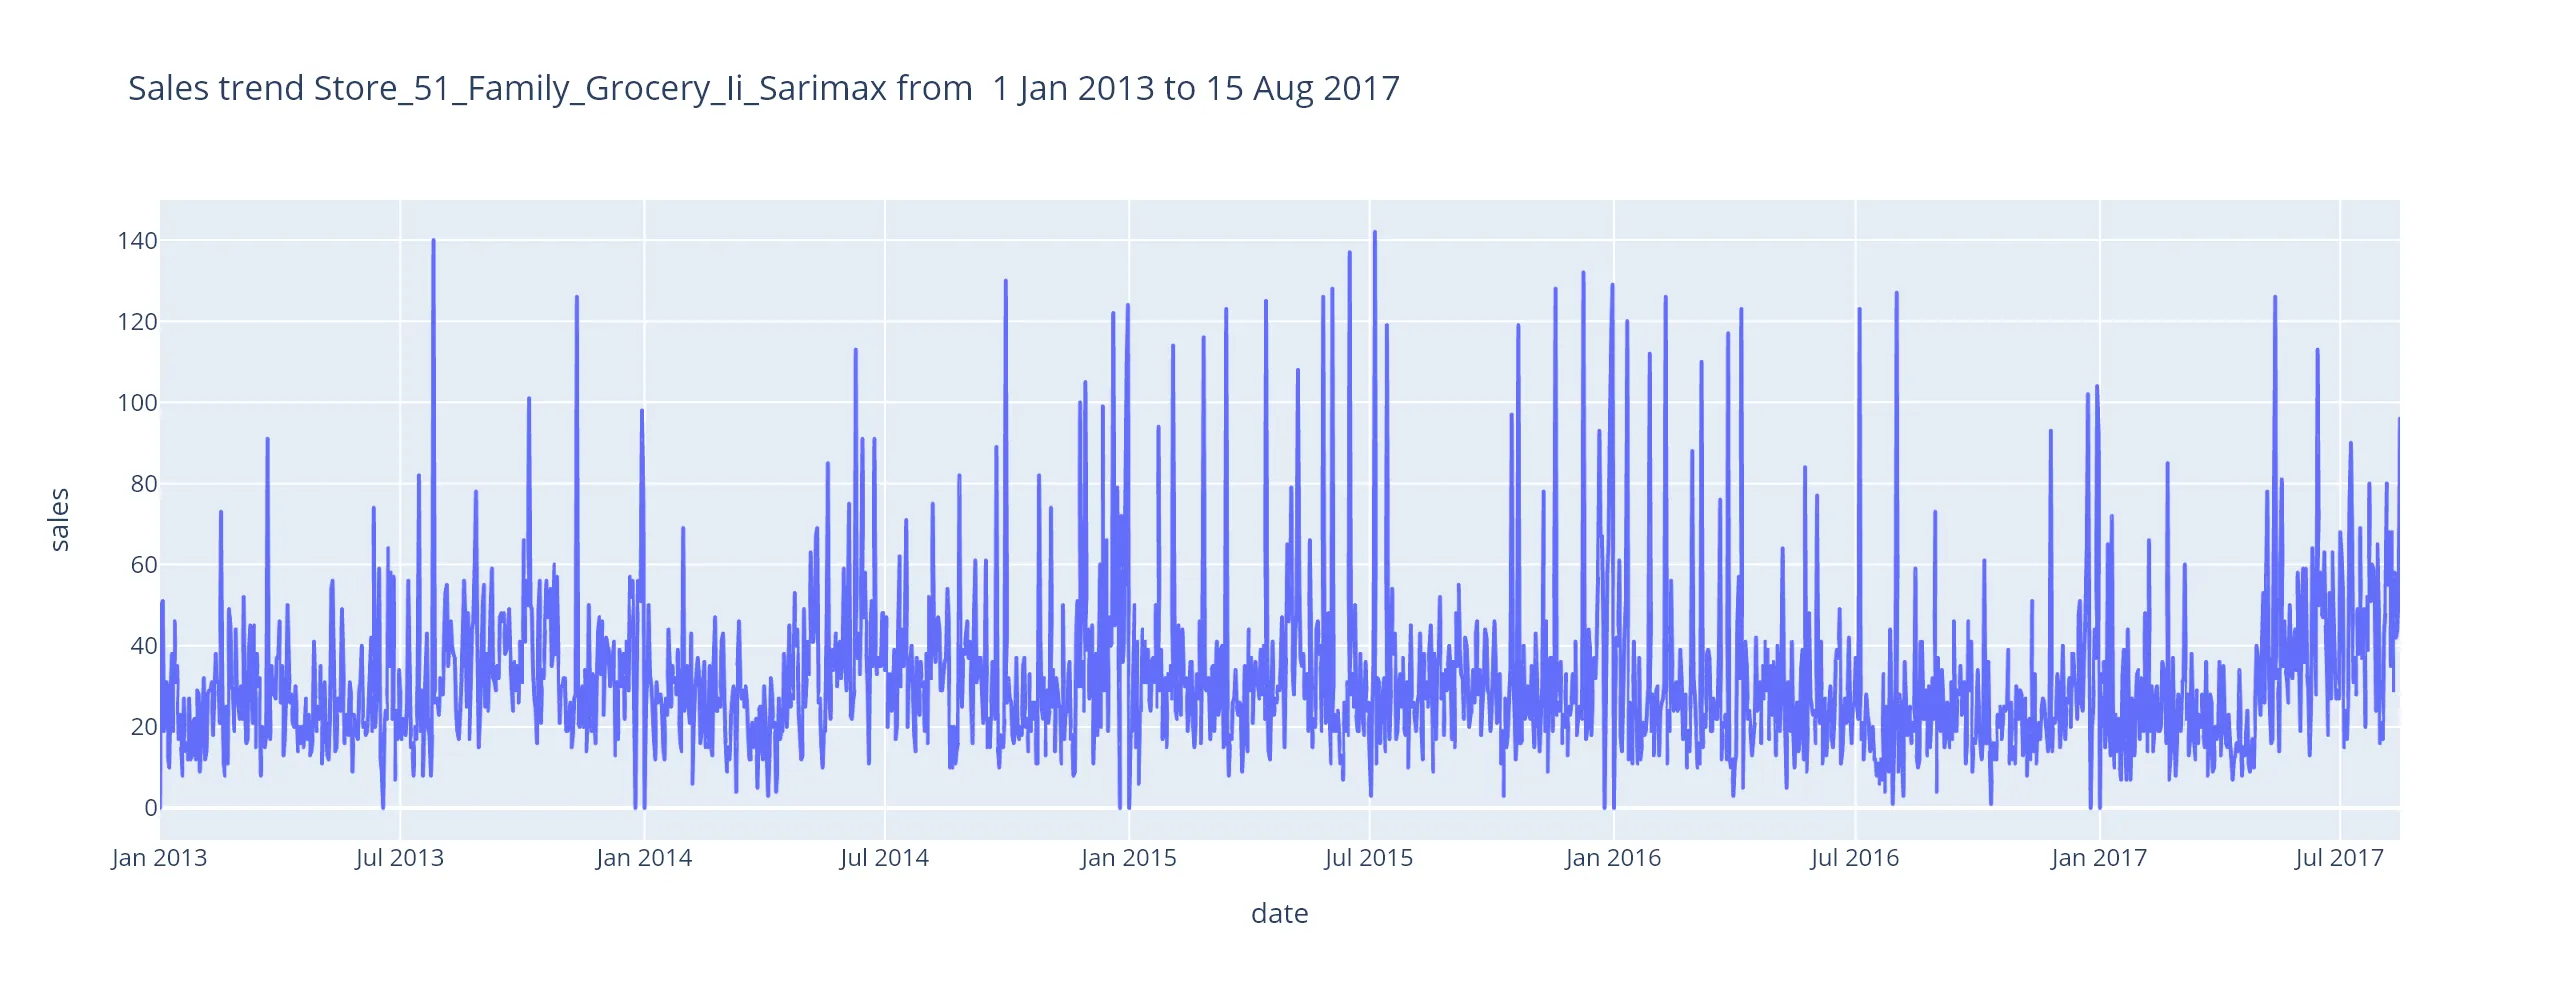 Sales trend Store_51_Family_Grocery_Ii_Sarimax from  1 Jan 2013 to 15 Aug 2017
140
120
100
80
60
40
20
0
sales
Jan 2013 Jul 2013 Jan 2014 Jul 2014 Jan 2015 Jul 2015 Jan 2016 Jul 2016 Jan 2017 Jul 2017
date